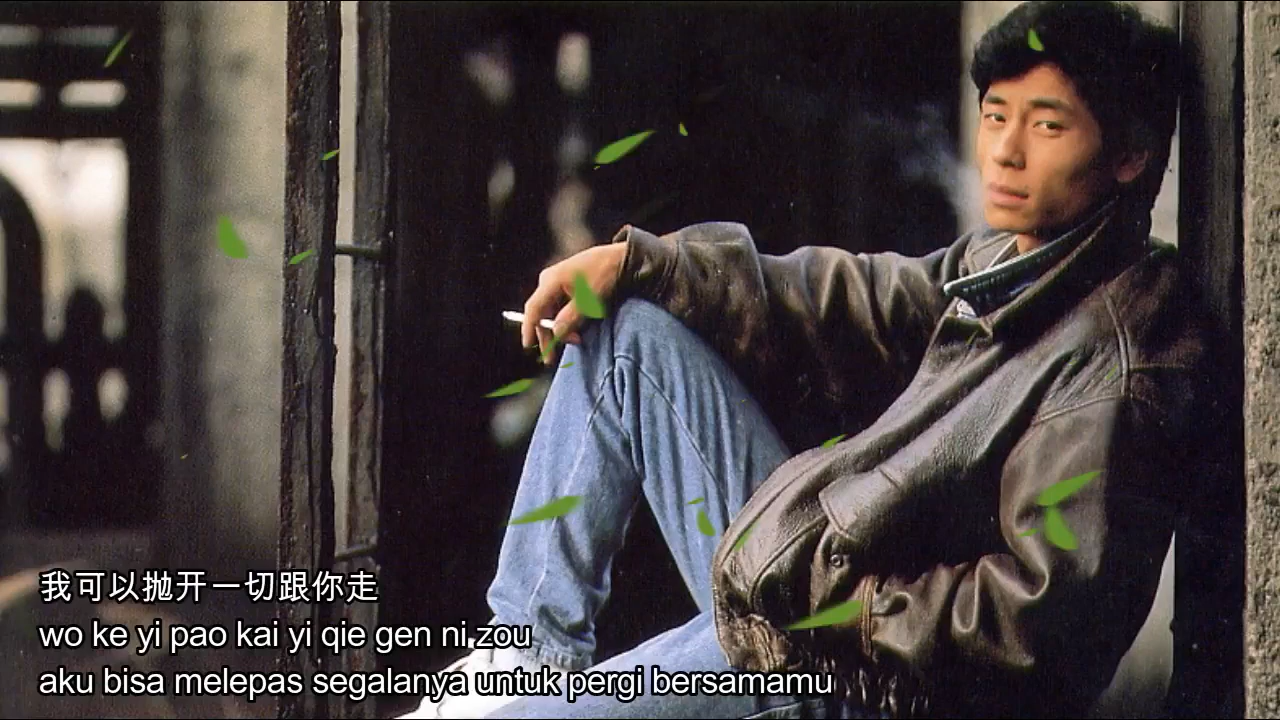 我可以抛开一切跟你走
wo ke yi pao kai yi qie gen ni zou
aku bisa melepas segalanya untuk pergi bersamamu